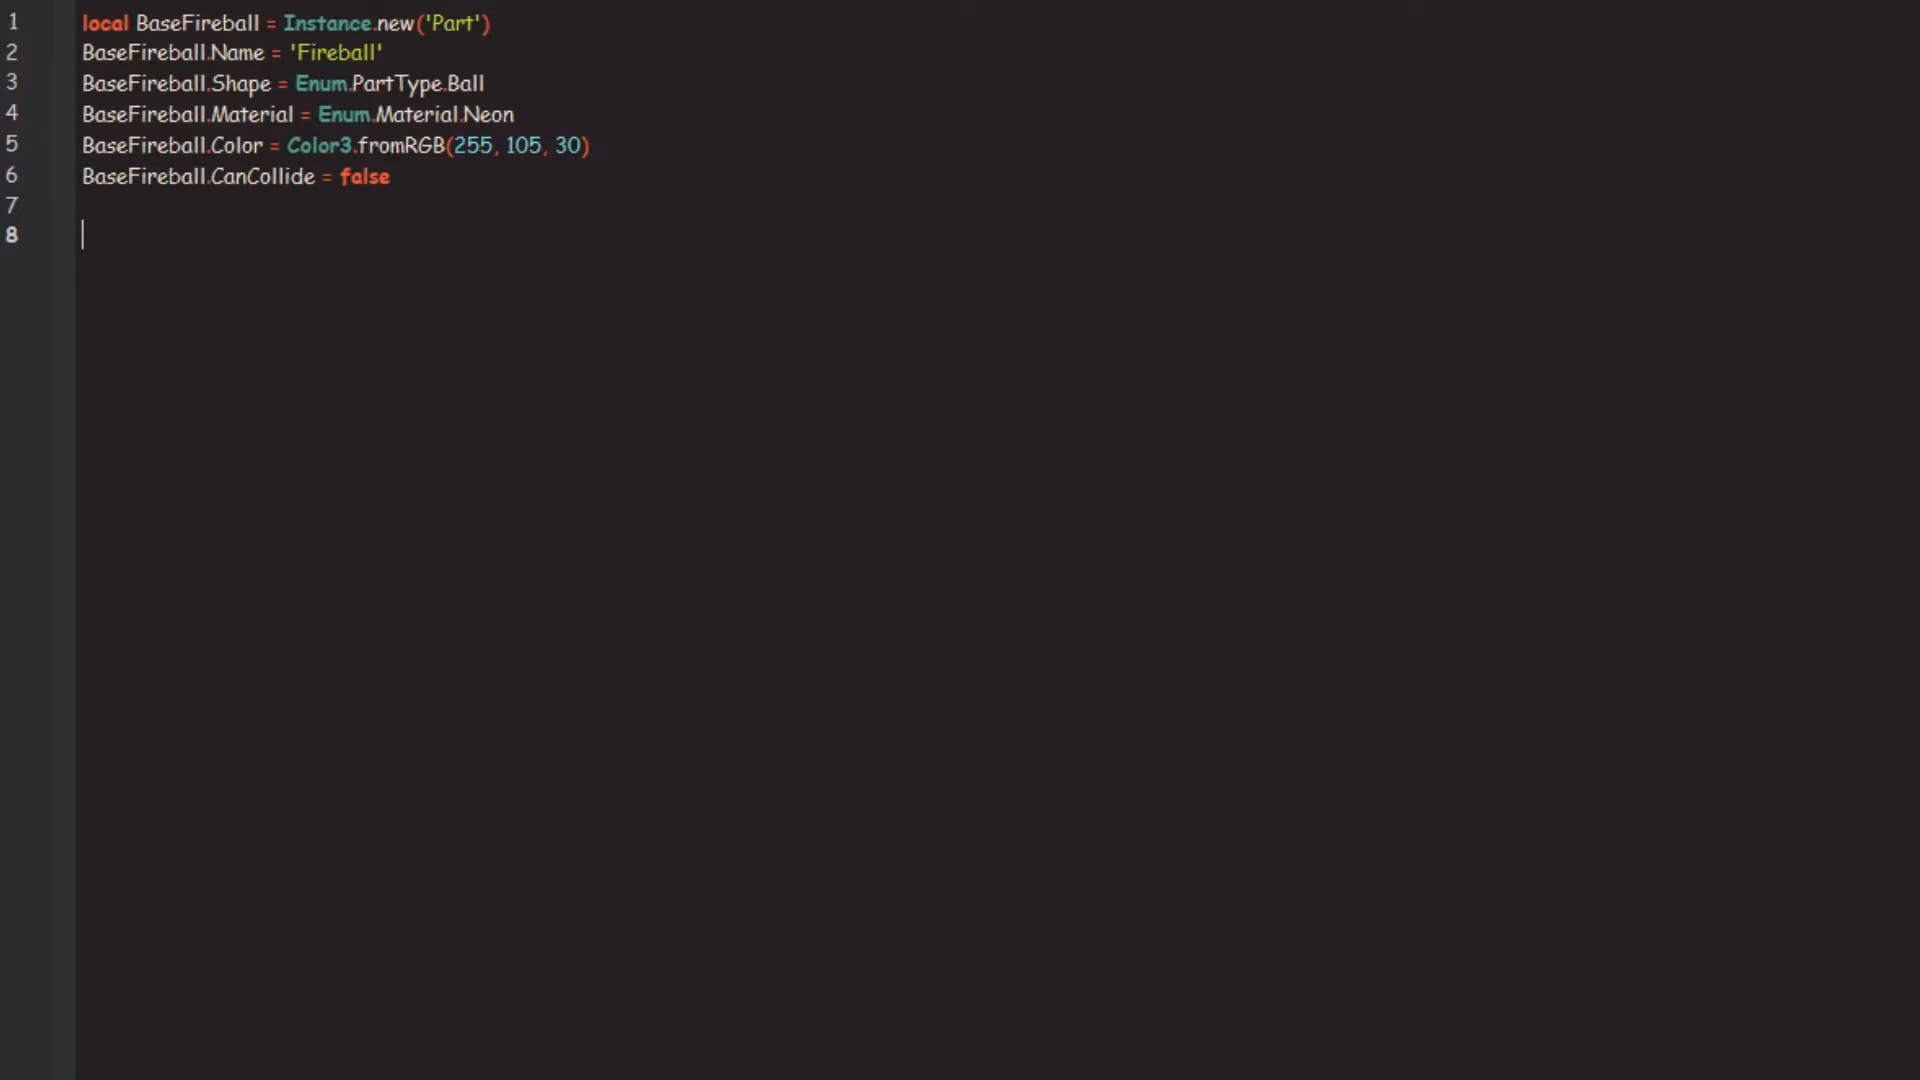 1 local BaseFireball = Instance.new('Part')
2 BaseFireball.Name = 'Fireball'
3 BaseFireball.Shape = Enum.PartType.Ball
4 BaseFireball.Material = Enum.Material.Neon
5 BaseFireball.Color = Color3.fromRGB(255, 105, 30)
6 BaseFireball.CanCollide = false
7
8